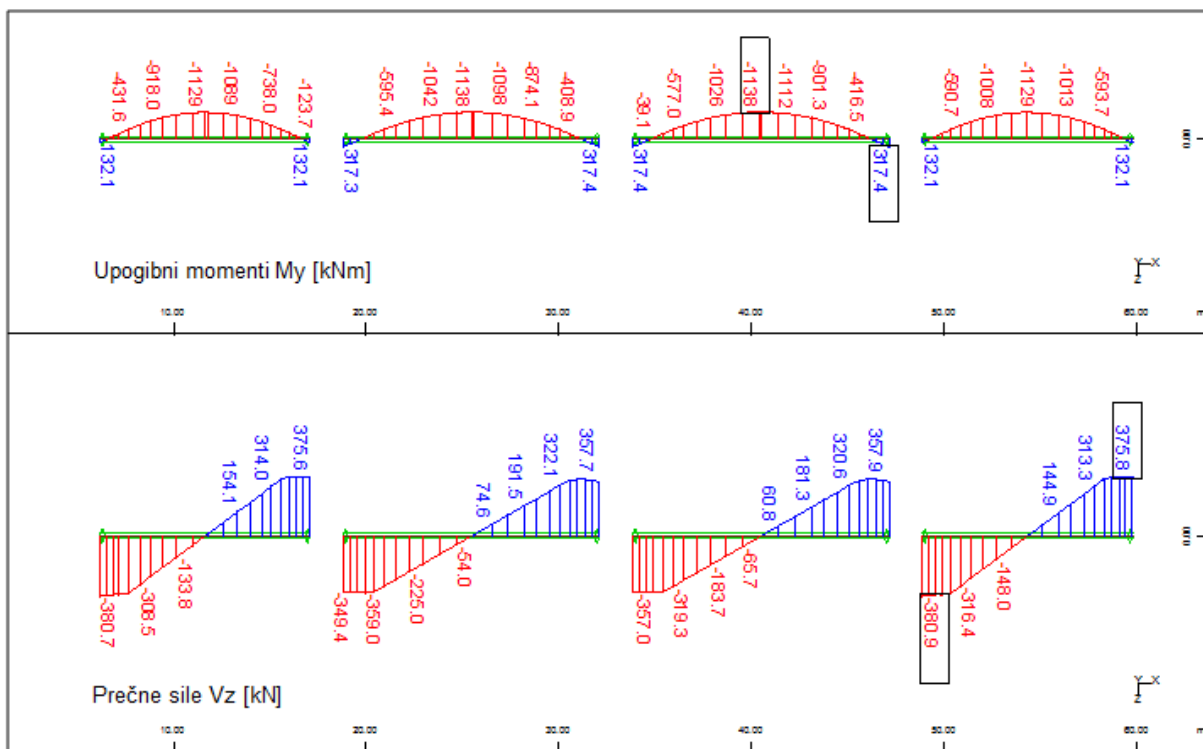 -431.6 -918.0 -1129 -1089 -738.0 -123.7 -595.4 -1042 -1138 -1098 -874.1 -408.9 -39.1 -577.0 -1026 -1138 -1112 -901.3 -416.5 -590.7 -1008 -1129 -1013 -593.7
132.1 132.1 317.3 317.4 317.4 317.4 132.1 132.1
Upogibni momenti My [kNm]
Y X
Z
10.00 20.00 30.00 40.00 50.00 60.00 m
154.1 314.0 375.6 74.6 191.5 322.1 357.7 60.8 181.3 320.6 357.9 144.9 313.3 375.8
-380.7 -308.5 -133.8 -349.4 -359.0 -225.0 -54.0 -357.0 -319.3 -183.7 -65.7 -380.9 -316.4 -148.0
Prečne sile Vz [kN]
Y X
Z
10.00 20.00 30.00 40.00 50.00 60.00